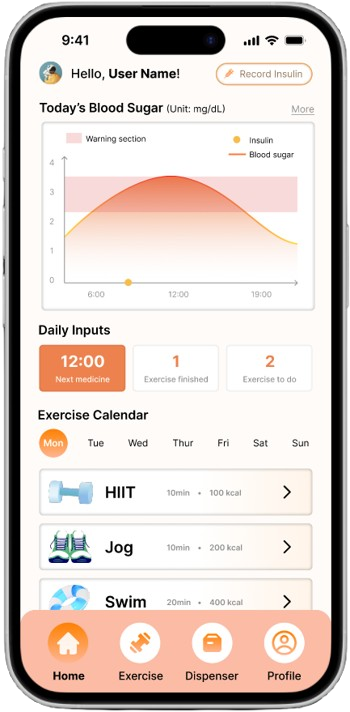 9:41
Hello, User Name!
Record Insulin
Today's Blood Sugar (Unit: mg/dL)
More
Warning section
Insulin
Blood sugar
4
3
2
1
0
6:00 12:00 19:00
Daily Inputs
12:00
Next medicine
1
Exercise finished
2
Exercise to do
Exercise Calendar
Mon Tue Wed Thur Fri Sat Sun
HIIT 10min • 100 kcal
Jog 10min • 200 kcal
Swim 20min • 400 kcal
Home Exercise Dispenser Profile